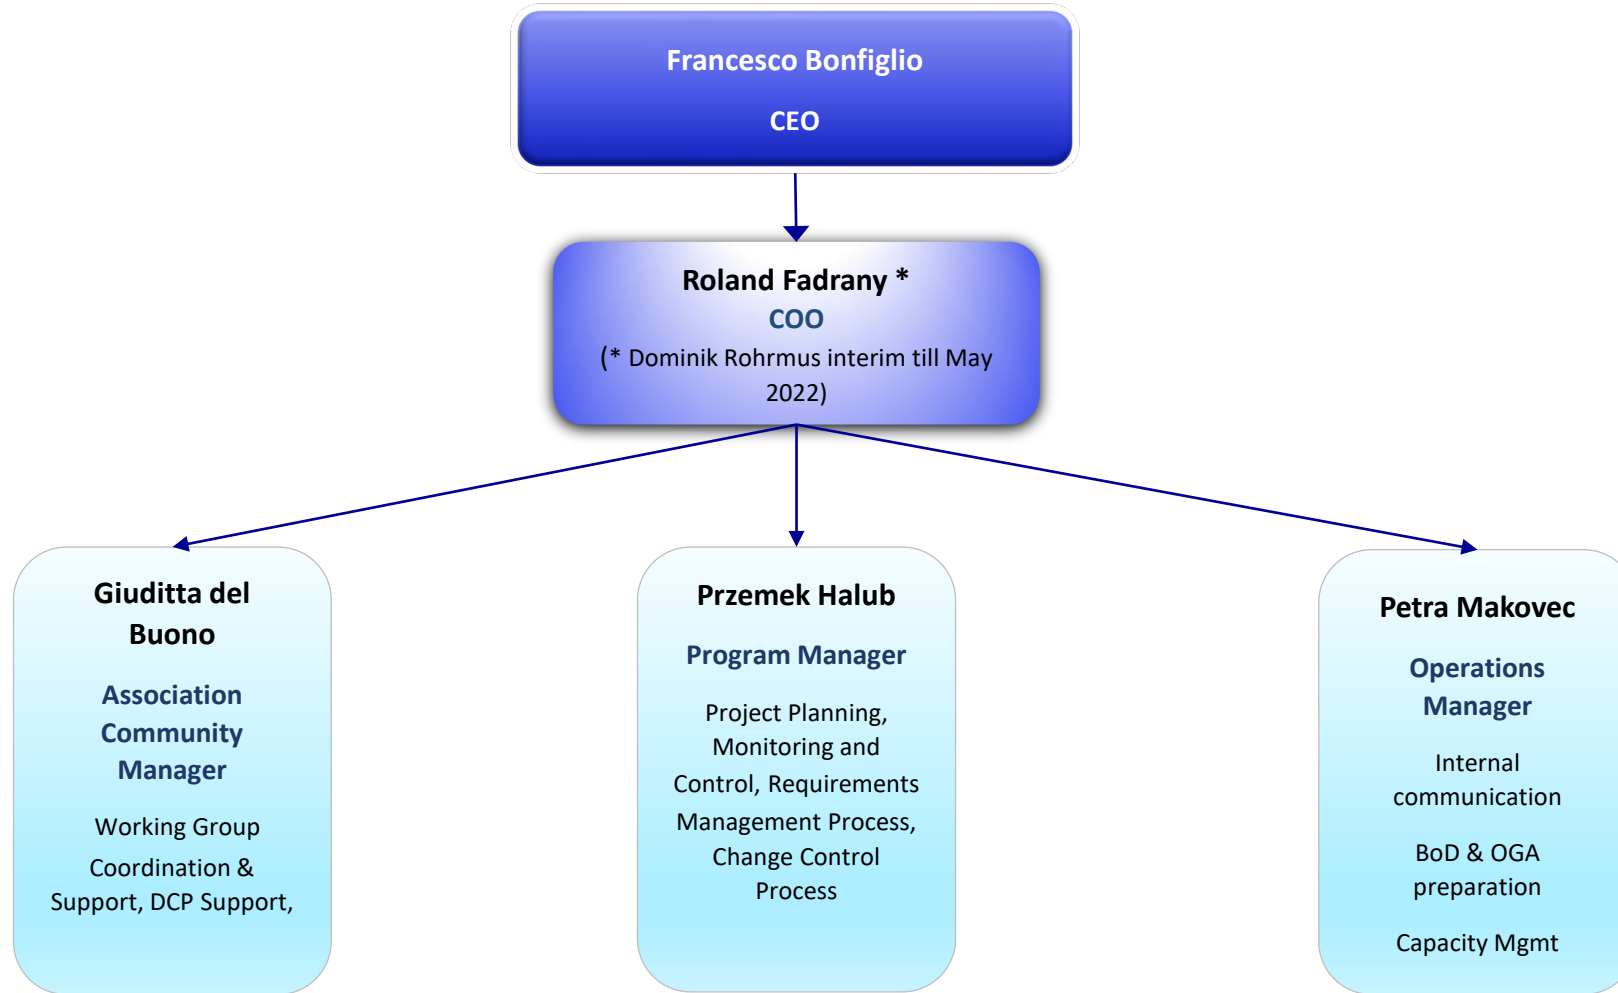 Francesco Bonfiglio
CEO
Roland Fadrany *
COO
(* Dominik Rohrmus interim till May
2022)
Giuditta del
Buono
Association
Community
Manager
Working Group
Coordination &
Support, DCP Support,
Przemek Halub
Program Manager
Project Planning,
Monitoring and
Control, Requirements
Management Process,
Change Control
Process
Petra Makovec
Operations
Manager
Internal
communication
BoD & OGA
preparation
Capacity Mgmt